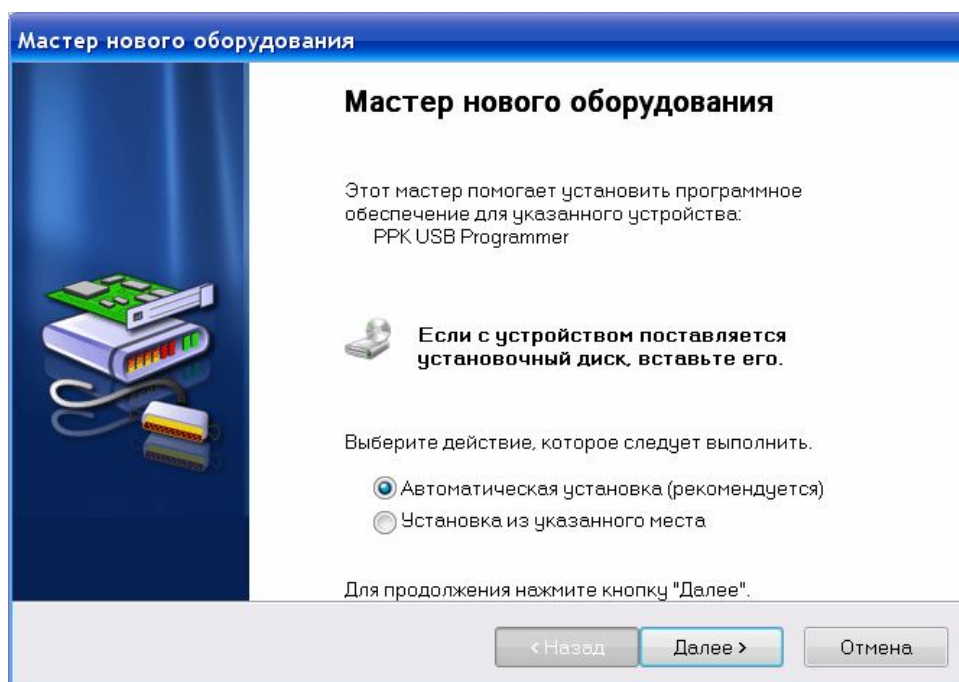 Мастер нового оборудования
Мастер нового оборудования
Этот мастер помогает установить программное
обеспечение для указанного устройства:
PPK USB Programmer
Если с устройством поставляется
установочный диск, вставьте его.
Выберите действие, которое следует выполнить.
Автоматическая установка (рекомендуется)
Установка из указанного места
Для продолжения нажмите кнопку "Далее".
< Назад
Далее >
Отмена